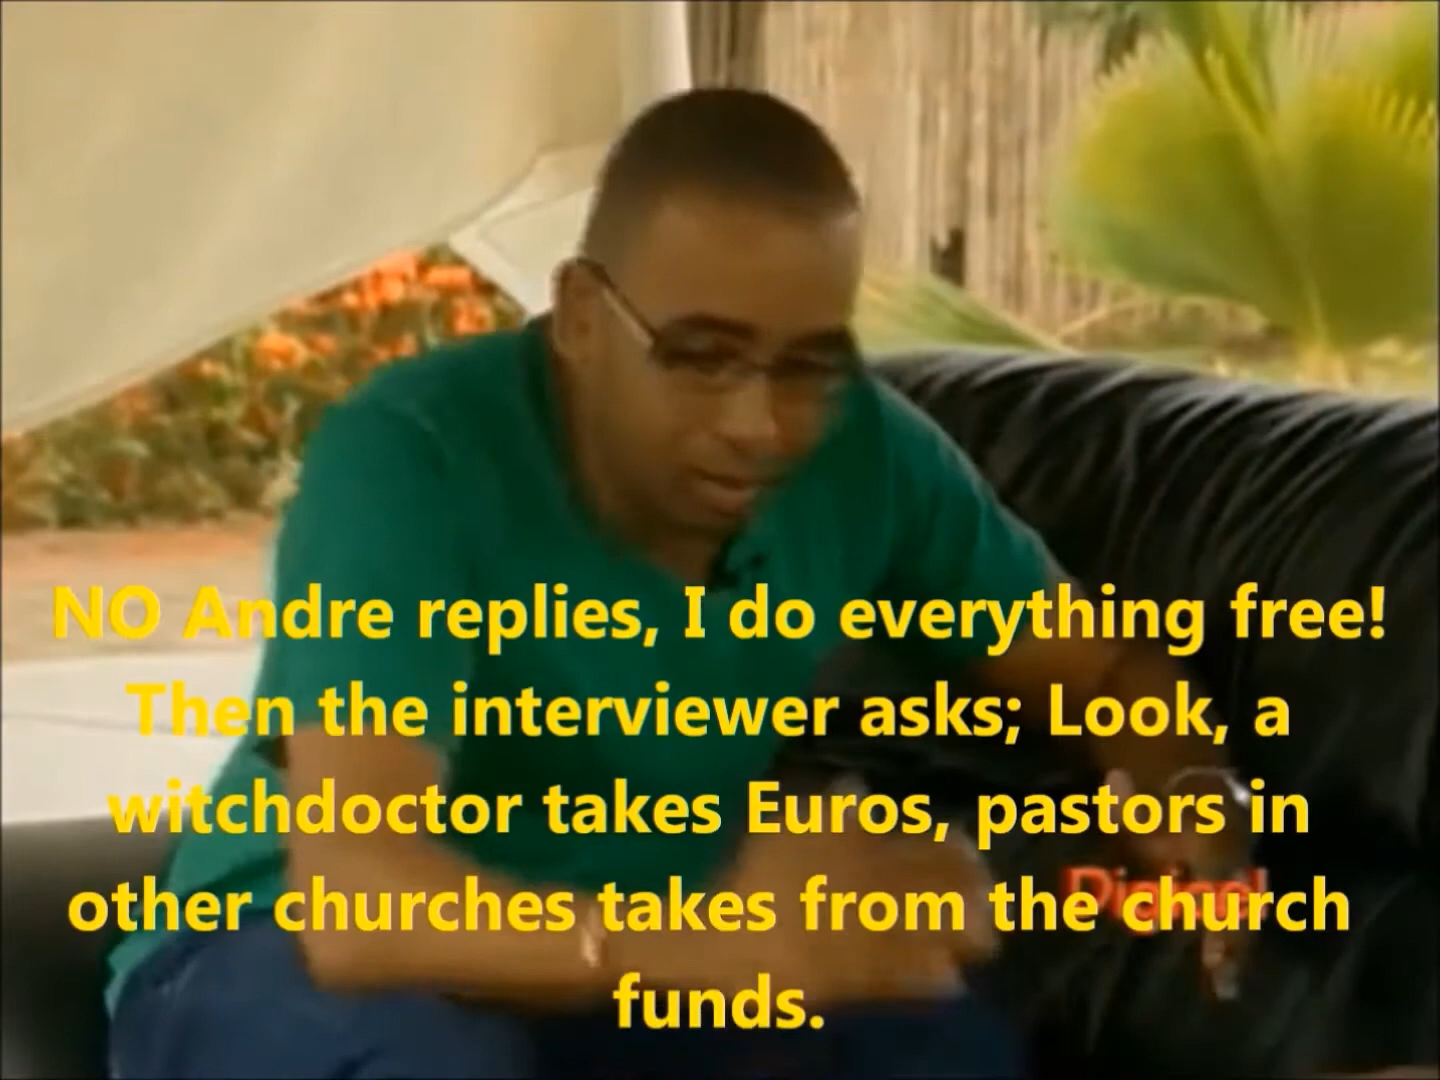 NO Andre replies, I do everything free!
Then the interviewer asks; Look, a
witchdoctor takes Euros, pastors in
other churches takes from the church
funds.
Digicel